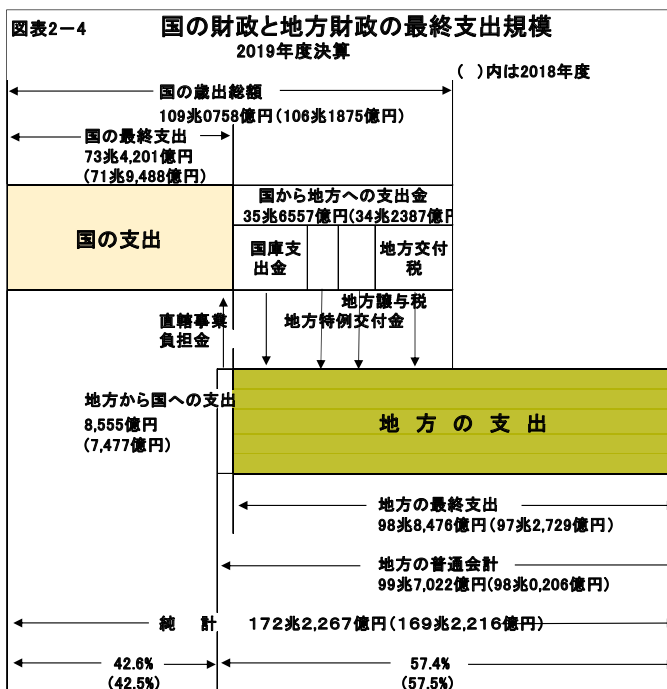 図表2－4
国の財政と地方財政の最終支出規模
2019年度決算
（　）内は2018年度
国の歳出総額
109兆0758億円（106兆1875億円）
国の最終支出
73兆4,201億円
（71兆9,488億円）
国から地方への支出金
35兆6557億円（34兆2387億円
国の支出
国庫支
出金
地方交付
税
地方譲与税
地方特例交付金
直轄事業
負担金
地方から国への支出
8,555億円
（7,477億円）
地方の支出
地方の最終支出
98兆8,476億円（97兆2,729億円）
地方の普通会計
99兆7,022億円（98兆0,206億円）
純　計　172兆2,267億円（169兆2,216億円）
42.6%
（42.5%）
57.4%
（57.5%）